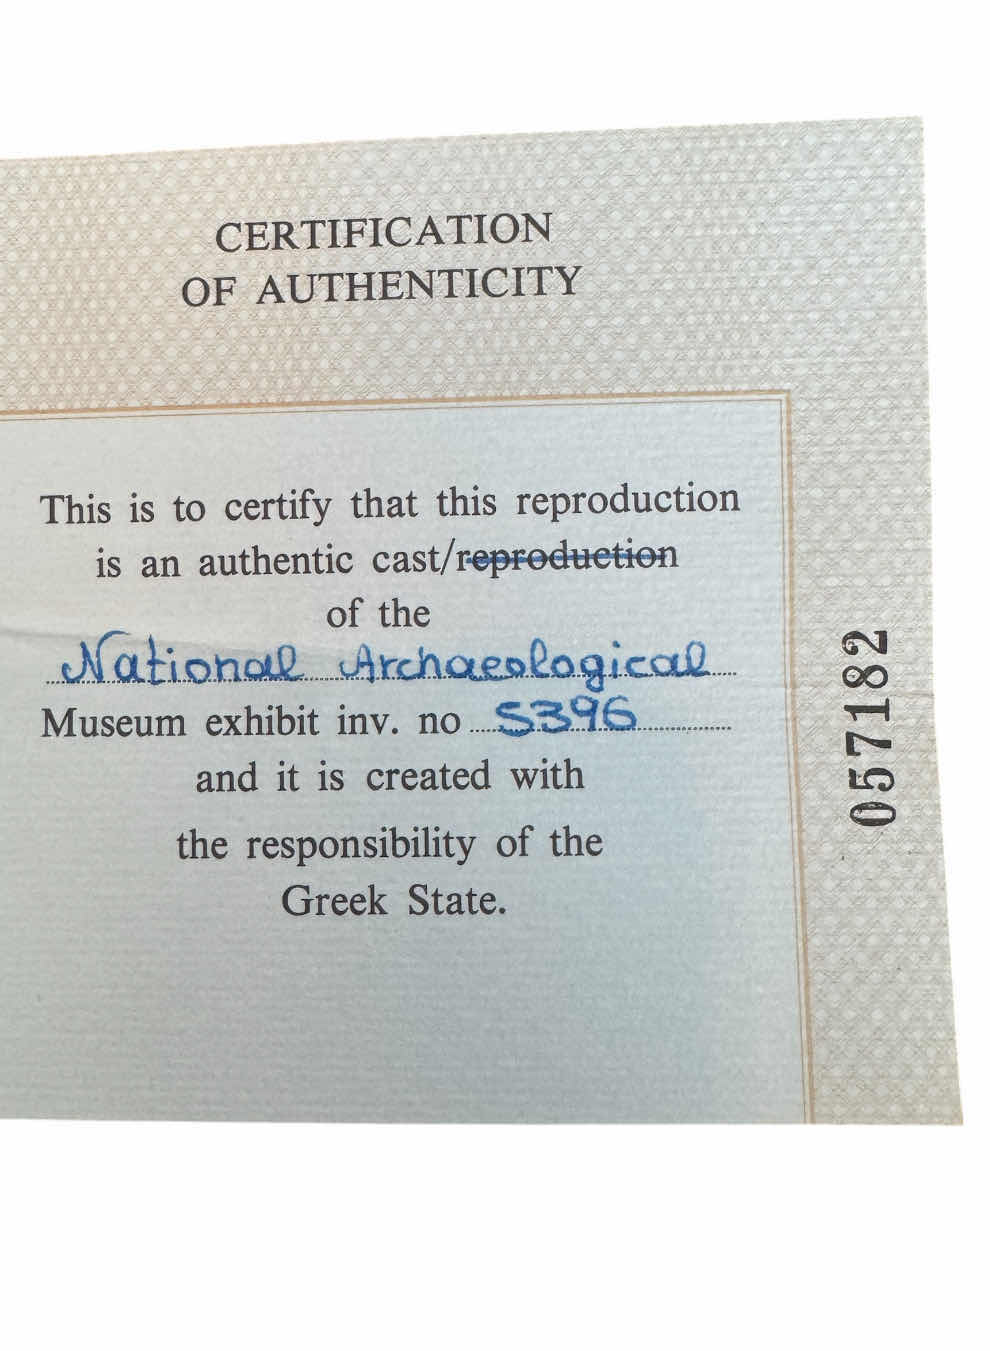 CERTIFICATION
OF AUTHENTICITY
This is to certify that this reproduction
is an authentic cast/reproduction
of the
National Archaeological
Museum exhibit inv. no 5396
and it is created with
the responsibility of the
Greek State.
057182